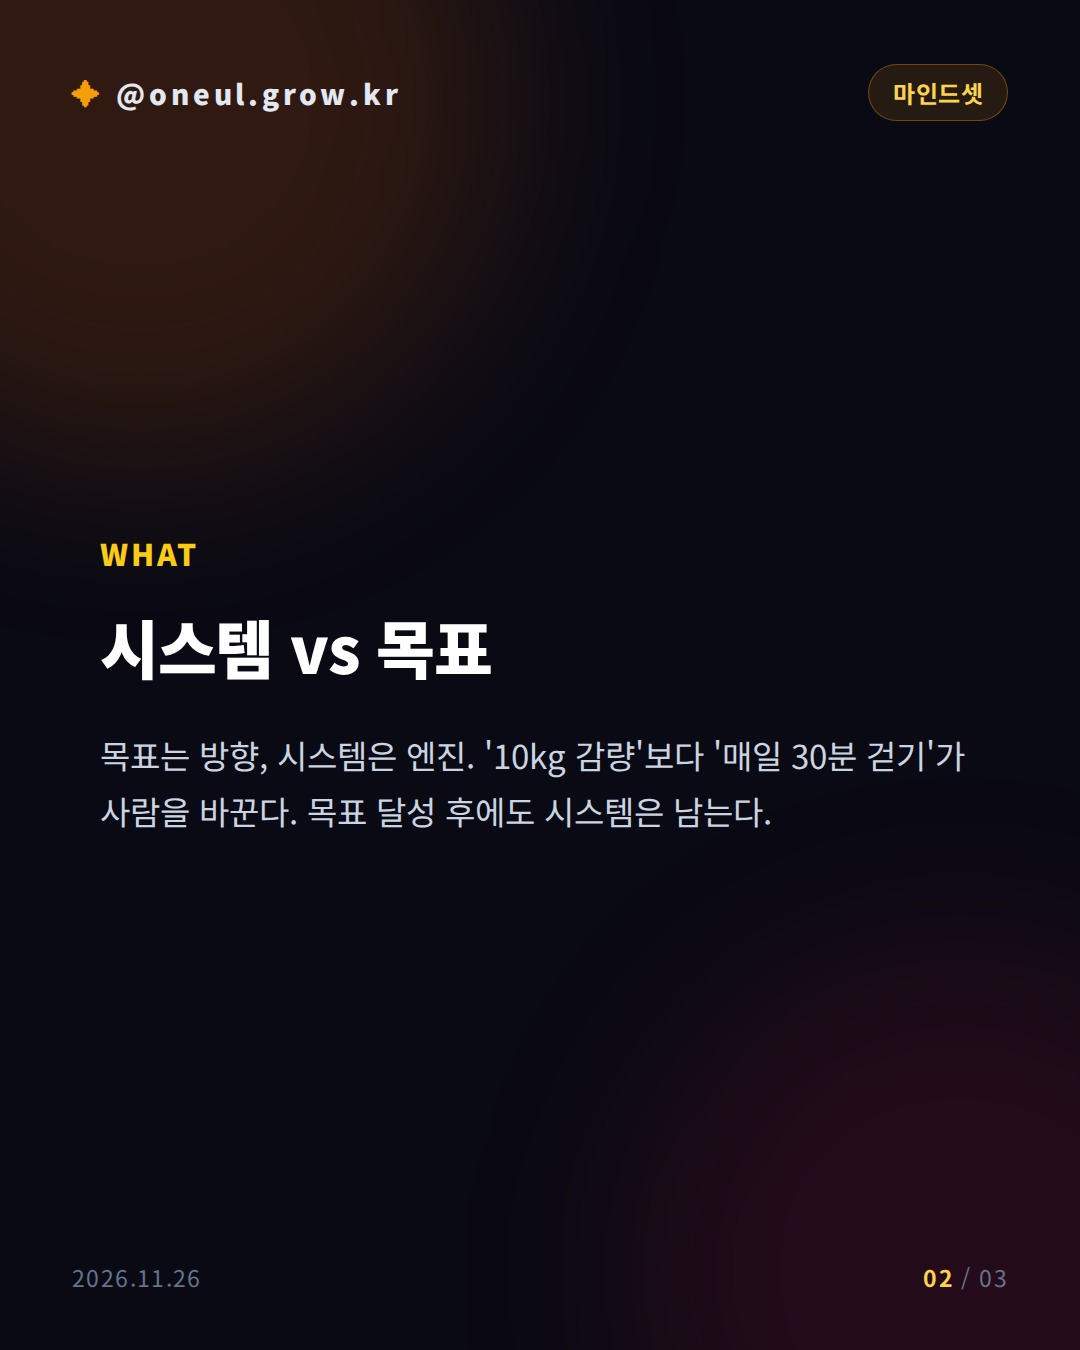 @oneul.grow.kr
마인드셋
WHAT
시스템 vs 목표
목표는 방향, 시스템은 엔진. '10kg 감량'보다 '매일 30분 걷기'가
사람을 바꾼다. 목표 달성 후에도 시스템은 남는다.
2026.11.26
02 / 03